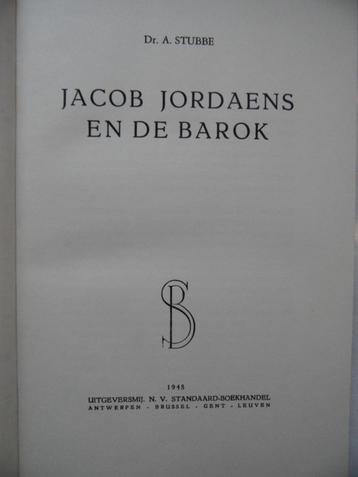 Dr. A. STUBBE
JACOB JORDAENS
EN DE BAROK
SB
1948
UITGEVERSMIJ. N. V. STANDAARD-BOEKHANDEL
ANTWERPEN - BRUSSEL - GENT - LEUVEN